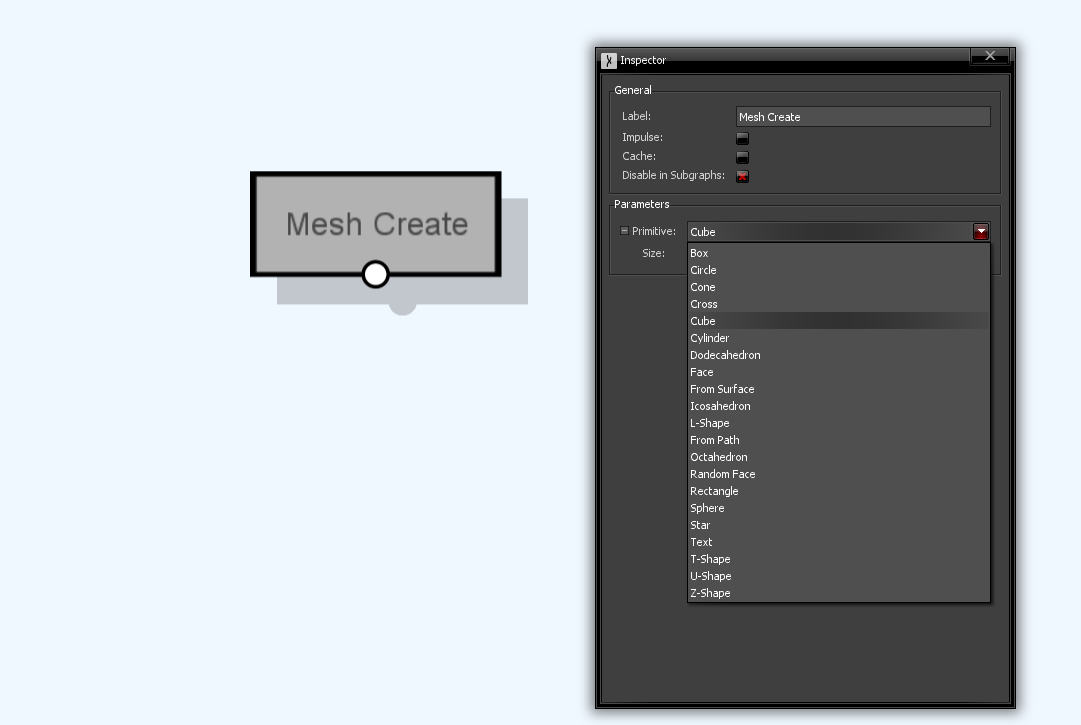 Mesh Create
Inspector
General
Label: Mesh Create
Impulse:
Cache:
Disable in Subgraphs:
Parameters
Primitive: Cube
Size:
Box
Circle
Cone
Cross
Cube
Cylinder
Dodecahedron
Face
From Surface
Icosahedron
L-Shape
From Path
Octahedron
Random Face
Rectangle
Sphere
Star
Text
T-Shape
U-Shape
Z-Shape